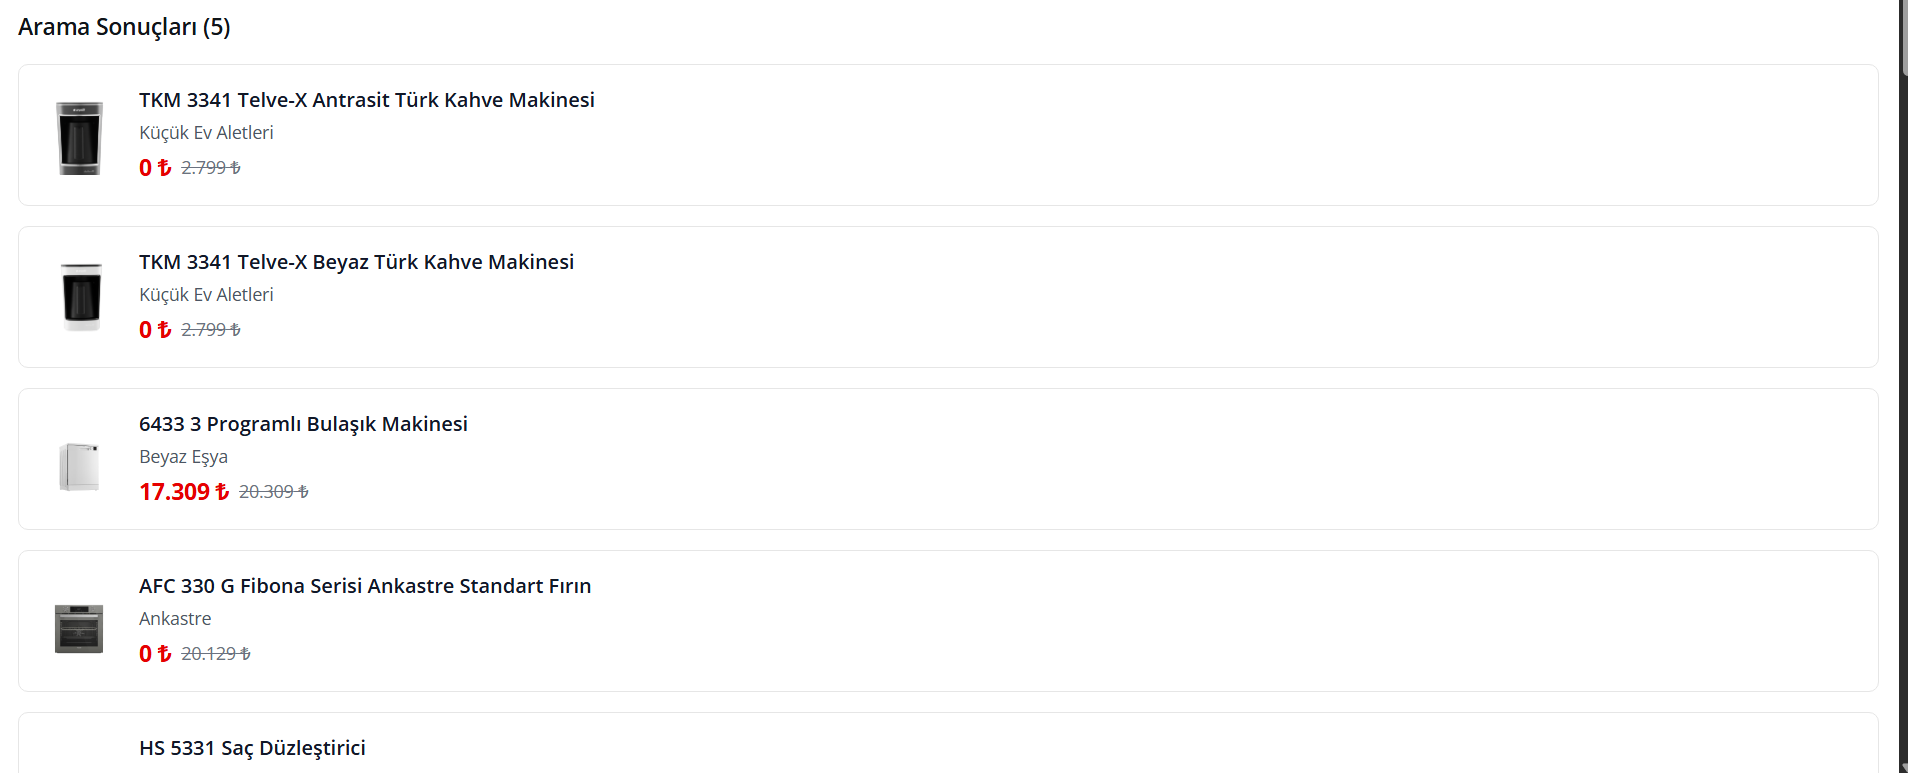 Arama Sonuçları (5)
TKM 3341 Telve-X Antrasit Türk Kahve Makinesi
Küçük Ev Aletleri
0 ₺ 2.799 ₺
TKM 3341 Telve-X Beyaz Türk Kahve Makinesi
Küçük Ev Aletleri
0 ₺ 2.799 ₺
6433 3 Programlı Bulaşık Makinesi
Beyaz Eşya
17.309 ₺ 20.309 ₺
AFC 330 G Fibona Serisi Ankastre Standart Fırın
Ankastre
0 ₺ 20.129 ₺
HS 5331 Saç Düzleştirici